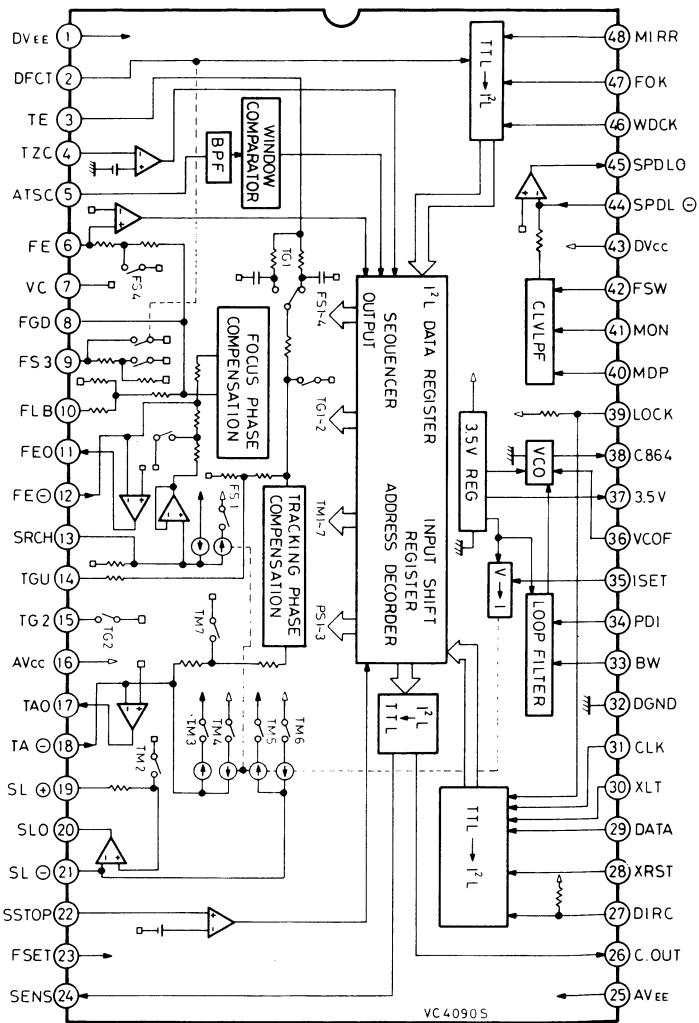 DVEE 1
DFCT 2
TE 3
TZC 4
ATSC 5
FE 6
VC 7
FGD 8
FS3 9
FLB 10
FEO 11
FE⊖ 12
SRCH 13
TGU 14
TG2 15
AVcc 16
TAO 17
TA⊖ 18
SL⊕ 19
SLO 20
SL⊖ 21
SSTOP 22
FSET 23
SENS 24
48 MIRR
47 FOK
46 WDCK
45 SPDLO
44 SPDL⊖
43 DVcc
42 FSW
41 MON
40 MDP
39 LOCK
38 C864
37 3.5V
36 VCOF
35 ISET
34 PDI
33 BW
32 DGND
31 CLK
30 XLT
29 DATA
28 XRST
27 DIRC
26 C.OUT
25 AVEE
BPF
WINDOW
COMPARATOR
TTL → I²L
FS4
TG1
FOCUS PHASE
COMPENSATION
FS1
TRACKING PHASE
COMPENSATION
TG2
TM7
TM2
TM3
TM4
TM5
TM6
FS1-4
TG1-2
TM1-7
PS1-3
I²L DATA REGISTER
INPUT SHIFT
REGISTER
SEQUENCER
ADDRESS DECORDER
OUTPUT
I²L → TTL
TTL → I²L
CLVLPF
3.5V REG
VCO
V → I
LOOP FILTER
VC4090S